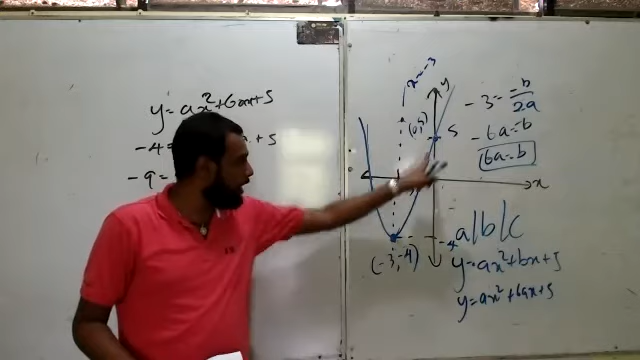 y = ax² + 6ax + 5
-4 =
+ 5
-9 =
x = -3
y
5
x
-4
(-3, -4)
-3 = -b/2a
-6a = -b
6a = b
a/b/c
y = ax² + bx + 5
y = ax² + 6ax + 5